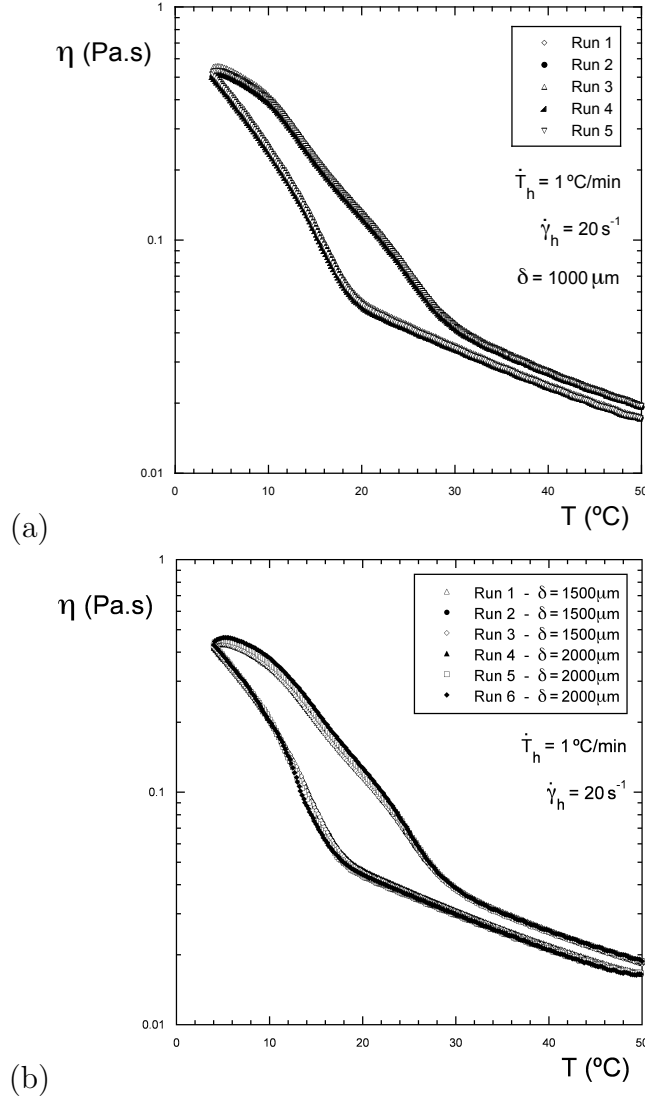 1
η (Pa.s)
Run 1
Run 2
Run 3
Run 4
Run 5
Ṫh = 1 ºC/min
γ̇h = 20 s-1
δ = 1000 µm
0.1
0.01
0 10 20 30 40 50
T (ºC)
(a)
1
η (Pa.s)
Run 1 - δ = 1500µm
Run 2 - δ = 1500µm
Run 3 - δ = 1500µm
Run 4 - δ = 2000µm
Run 5 - δ = 2000µm
Run 6 - δ = 2000µm
Ṫh = 1 ºC/min
γ̇h = 20 s-1
0.1
0.01
0 10 20 30 40 50
T (ºC)
(b)